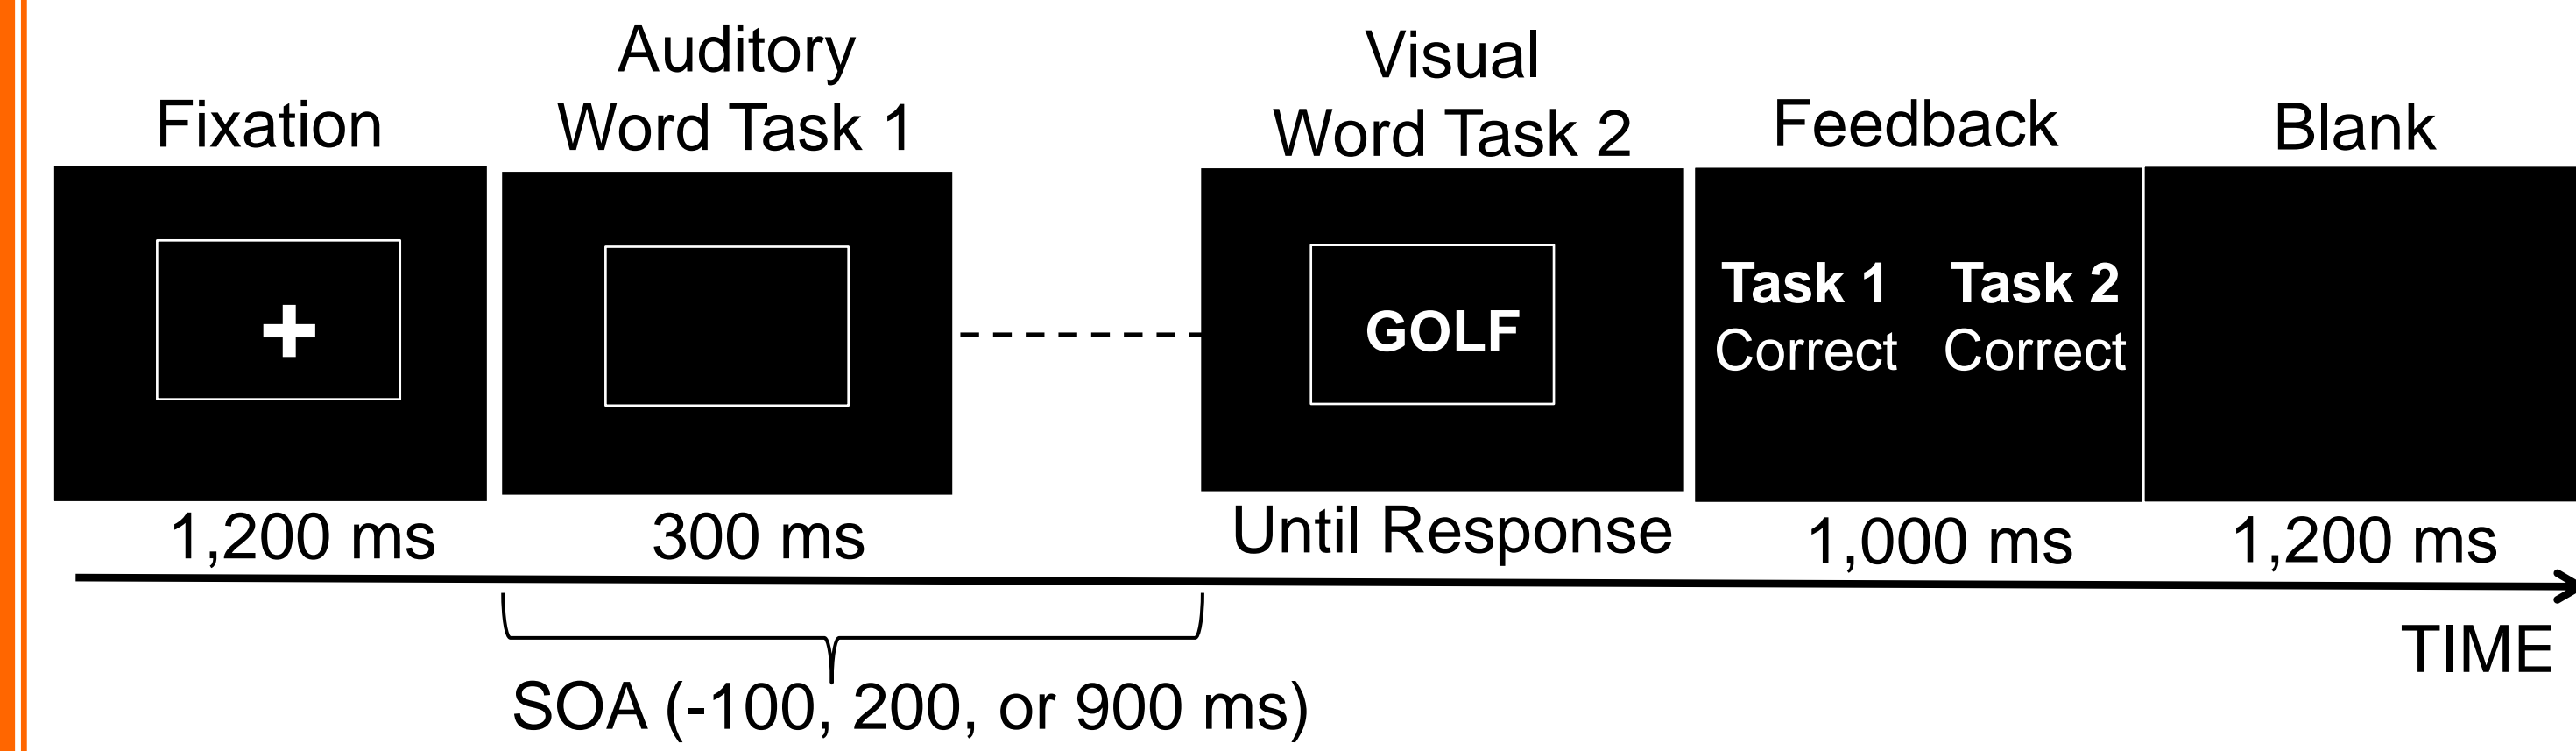 Fixation
Auditory
Word Task 1
Visual
Word Task 2
Feedback
Blank
+
GOLF
Task 1 Task 2
Correct Correct
1,200 ms
300 ms
Until Response
1,000 ms
1,200 ms
TIME
SOA (-100, 200, or 900 ms)